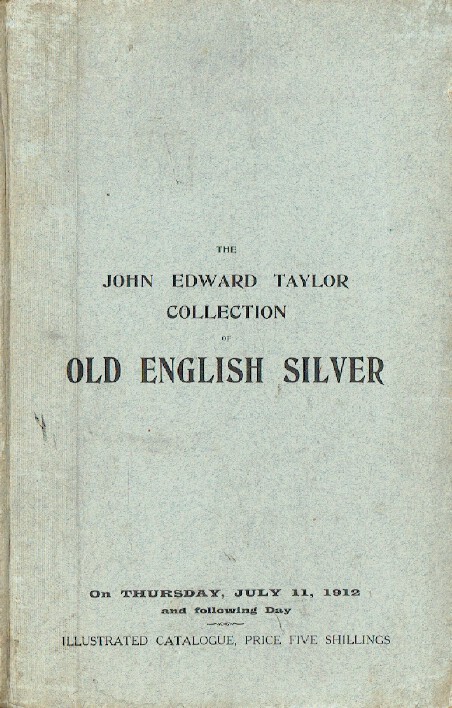 THE
JOHN EDWARD TAYLOR
COLLECTION
OF
OLD ENGLISH SILVER
On THURSDAY, JULY 11, 1912
and following Day
ILLUSTRATED CATALOGUE, PRICE FIVE SHILLINGS